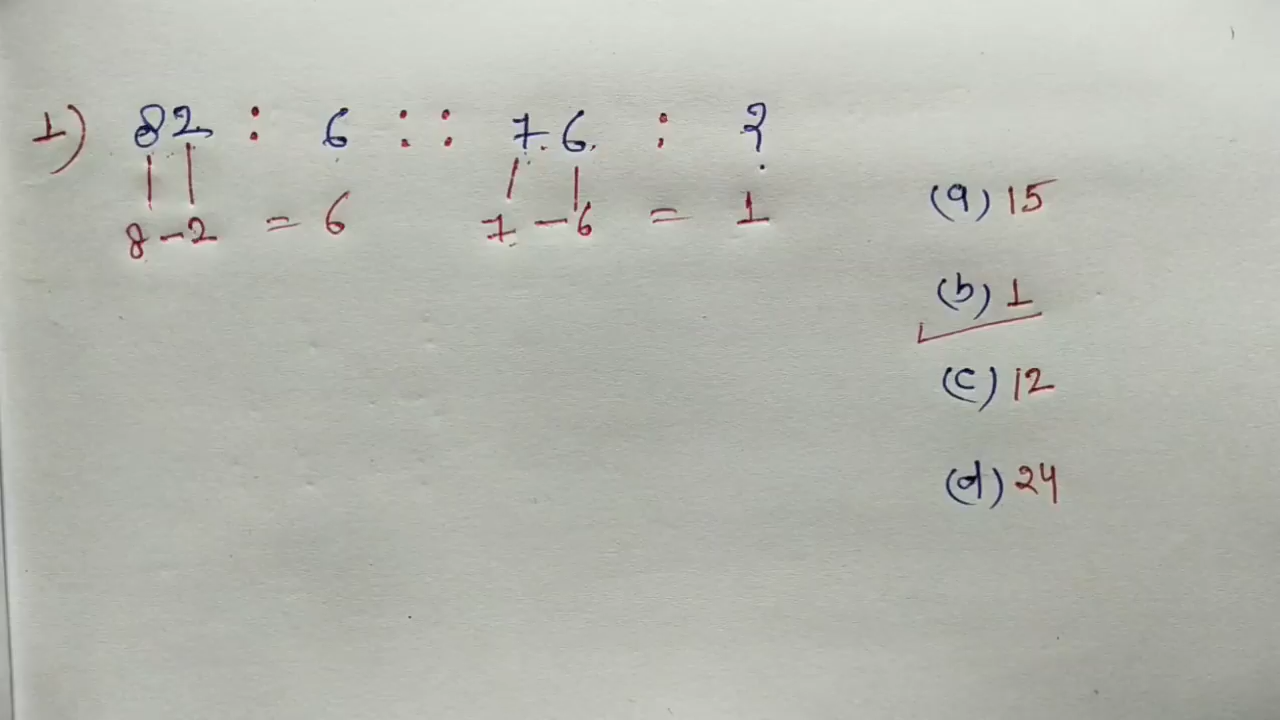 1) 82 : 6 :: 76 : ?
8-2 = 6 7-6 = 1
(a) 15
(b) 1
(c) 12
(d) 24